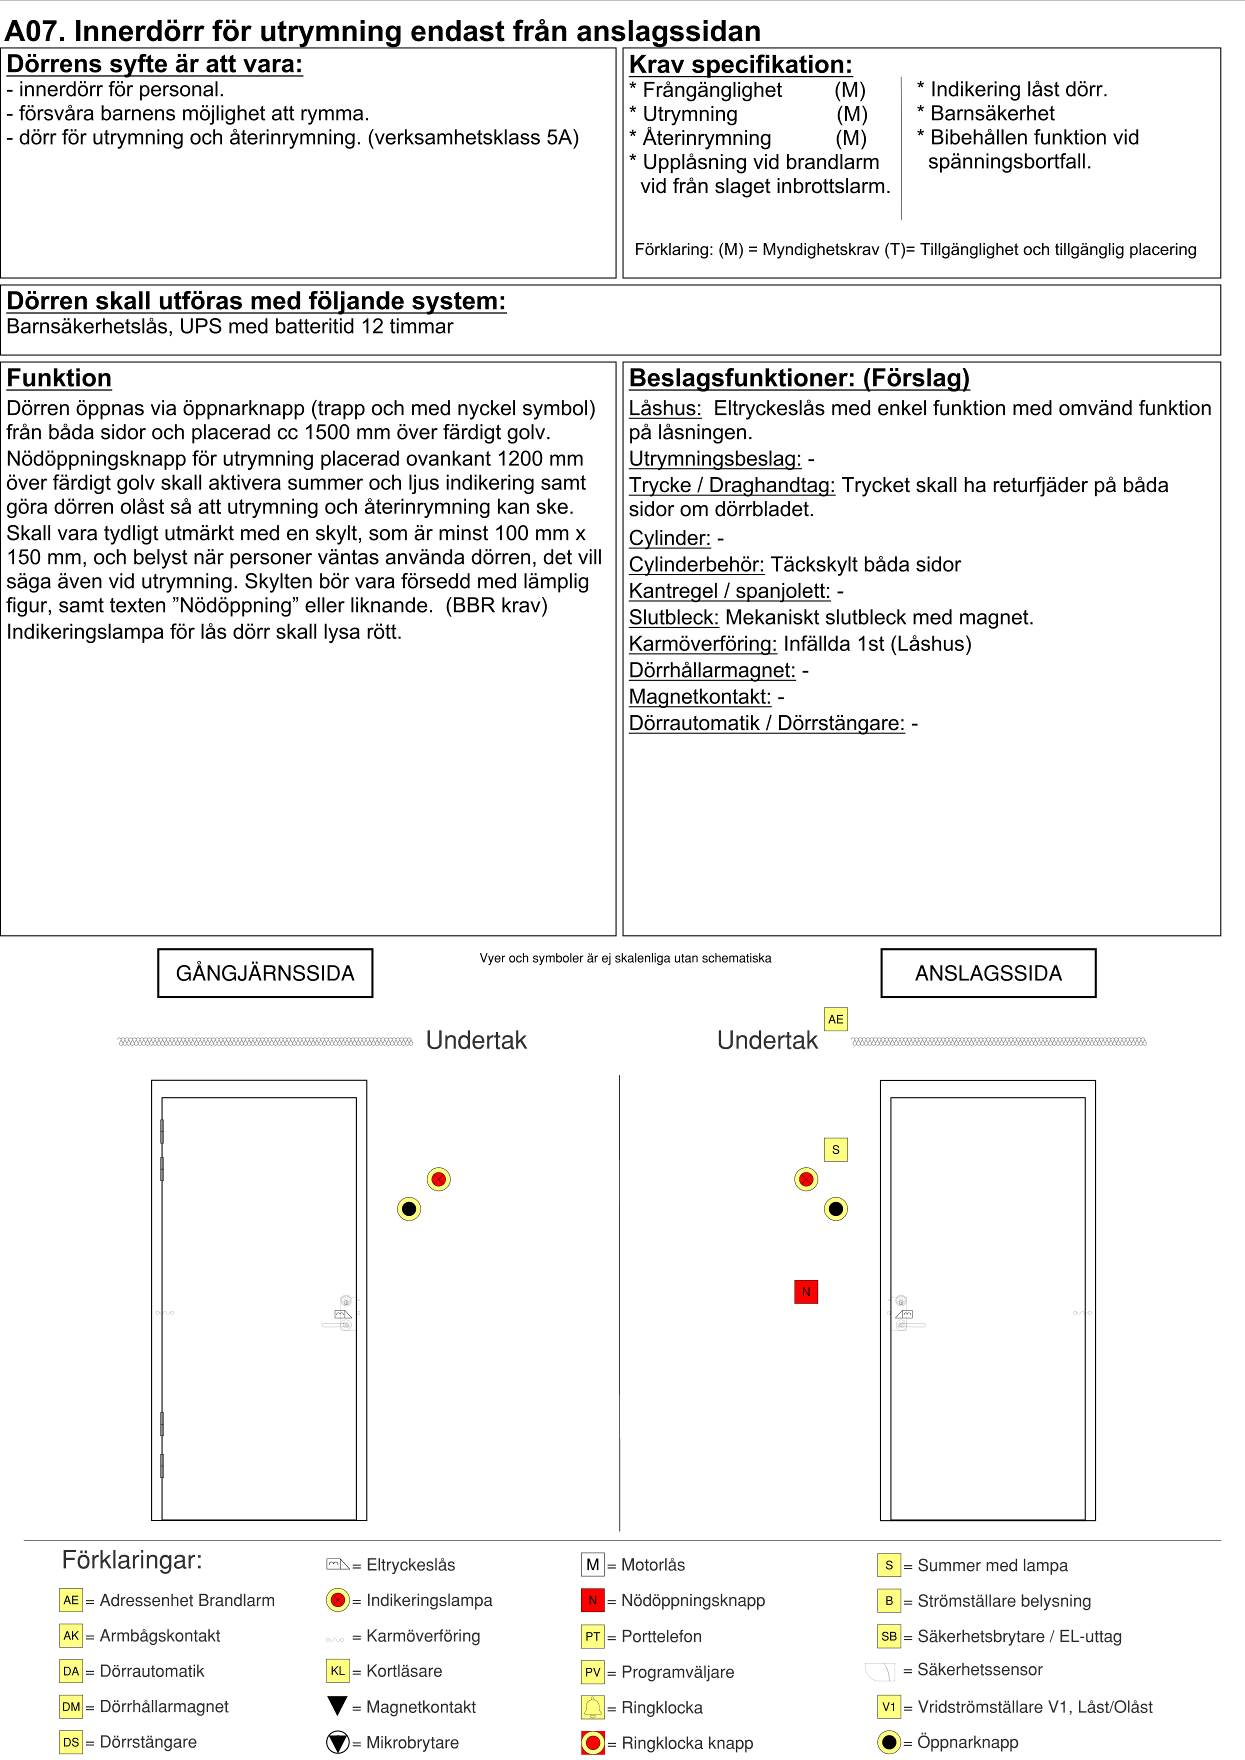 A07. Innerdörr för utrymning endast från anslagssidan
Dörrens syfte är att vara:
- innerdörr för personal.
- försvåra barnens möjlighet att rymma.
- dörr för utrymning och återinrymning. (verksamhetsklass 5A)
Krav specifikation:
* Frångänglighet (M)
* Utrymning (M)
* Återinrymning (M)
* Upplåsning vid brandlarm
vid från slaget inbrottslarm.
* Indikering låst dörr.
* Barnsäkerhet
* Bibehållen funktion vid
spänningsbortfall.
Förklaring: (M) = Myndighetskrav (T)= Tillgänglighet och tillgänglig placering
Dörren skall utföras med följande system:
Barnsäkerhetslås, UPS med batteritid 12 timmar
Funktion
Dörren öppnas via öppnarknapp (trapp och med nyckel symbol)
från båda sidor och placerad cc 1500 mm över färdigt golv.
Nödöppningsknapp för utrymning placerad ovankant 1200 mm
över färdigt golv skall aktivera summer och ljus indikering samt
göra dörren olåst så att utrymning och återinrymning kan ske.
Skall vara tydligt utmärkt med en skylt, som är minst 100 mm x
150 mm, och belyst när personer väntas använda dörren, det vill
säga även vid utrymning. Skylten bör vara försedd med lämplig
figur, samt texten ”Nödöppning” eller liknande. (BBR krav)
Indikeringslampa för lås dörr skall lysa rött.
Beslagsfunktioner: (Förslag)
Låshus: Eltryckeslås med enkel funktion med omvänd funktion
på låsningen.
Utrymningsbeslag: -
Trycke / Draghandtag: Trycket skall ha returfjäder på båda
sidor om dörrbladet.
Cylinder: -
Cylinderbehör: Täckskylt båda sidor
Kantregel / spanjolett: -
Slutbleck: Mekaniskt slutbleck med magnet.
Karmöverföring: Infällda 1st (Låshus)
Dörrhållarmagnet: -
Magnetkontakt: -
Dörrautomatik / Dörrstängare: -
GÅNGJÄRNSSIDA
Vyer och symboler är ej skalenliga utan schematiska
ANSLAGSSIDA
AE
Undertak
Undertak
S
N
Förklaringar:
AE = Adressenhet Brandlarm
AK = Armbågskontakt
DA = Dörrautomatik
DM = Dörrhållarmagnet
DS = Dörrstängare
= Eltryckeslås
= Indikeringslampa
= Karmöverföring
KL = Kortläsare
= Magnetkontakt
= Mikrobrytare
M = Motorlås
N = Nödöppningsknapp
PT = Porttelefon
PV = Programväljare
= Ringklocka
= Ringklocka knapp
S = Summer med lampa
B = Strömställare belysning
SB = Säkerhetsbrytare / EL-uttag
= Säkerhetssensor
V1 = Vridströmställare V1, Låst/Olåst
= Öppnarknapp